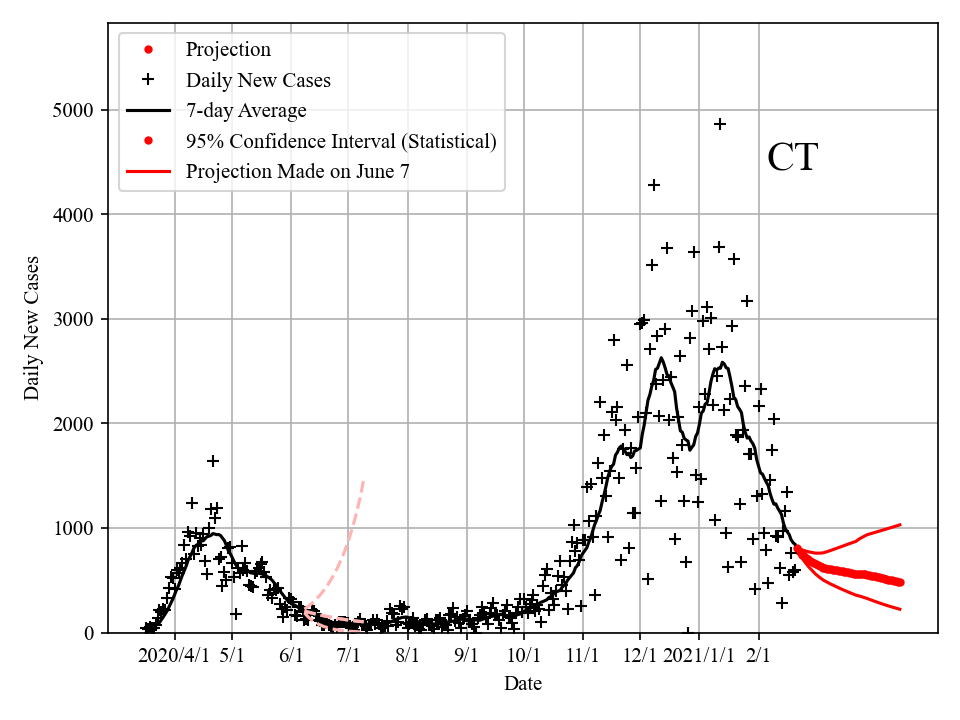 Projection
Daily New Cases
7-day Average
95% Confidence Interval (Statistical)
Projection Made on June 7
CT
5000
4000
3000
2000
1000
0
Daily New Cases
2020/4/1 5/1 6/1 7/1 8/1 9/1 10/1 11/1 12/1 2021/1/1 2/1
Date